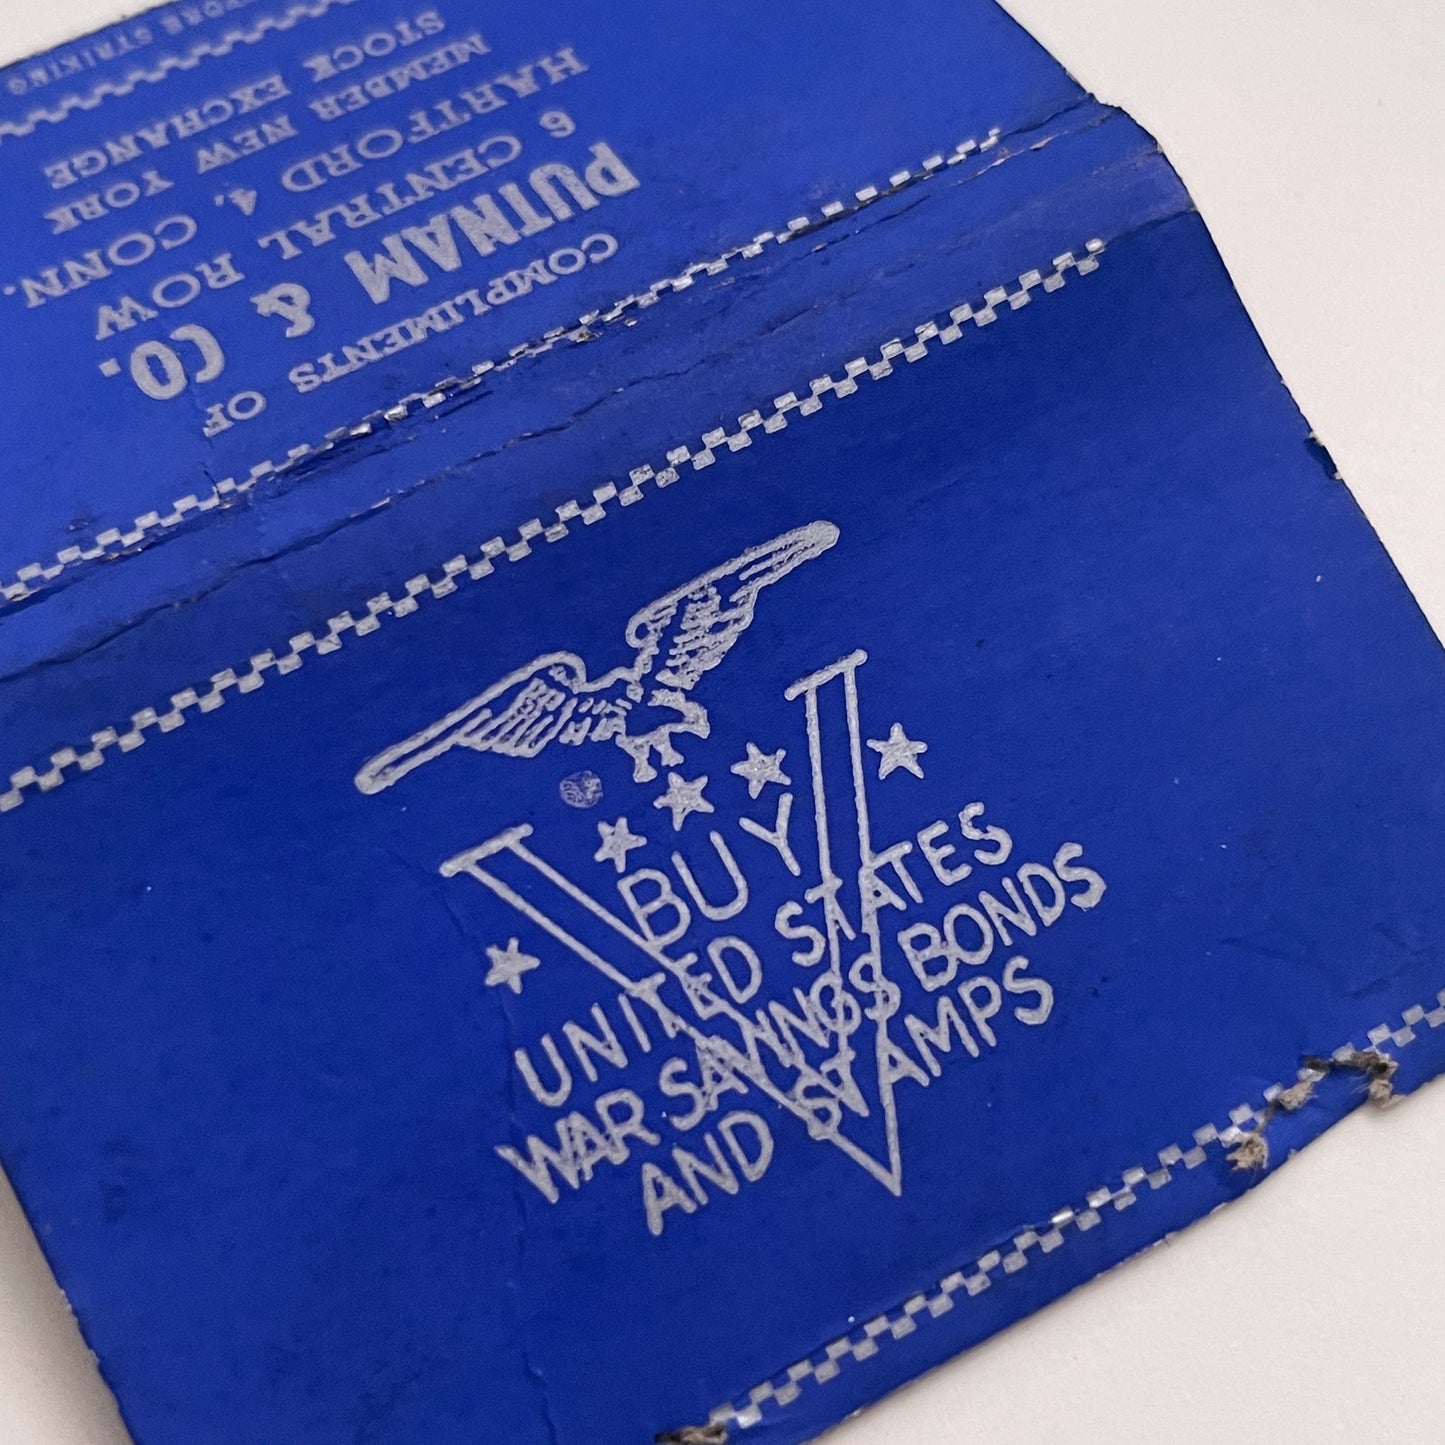 COMPLIMENTS OF
PUTNAM & CO.
6 CENTRAL ROW
HARTFORD 4, CONN.
MEMBER NEW YORK
STOCK EXCHANGE
STRIKING
BUY
UNITED STATES
WAR SAVINGS BONDS
AND STAMPS